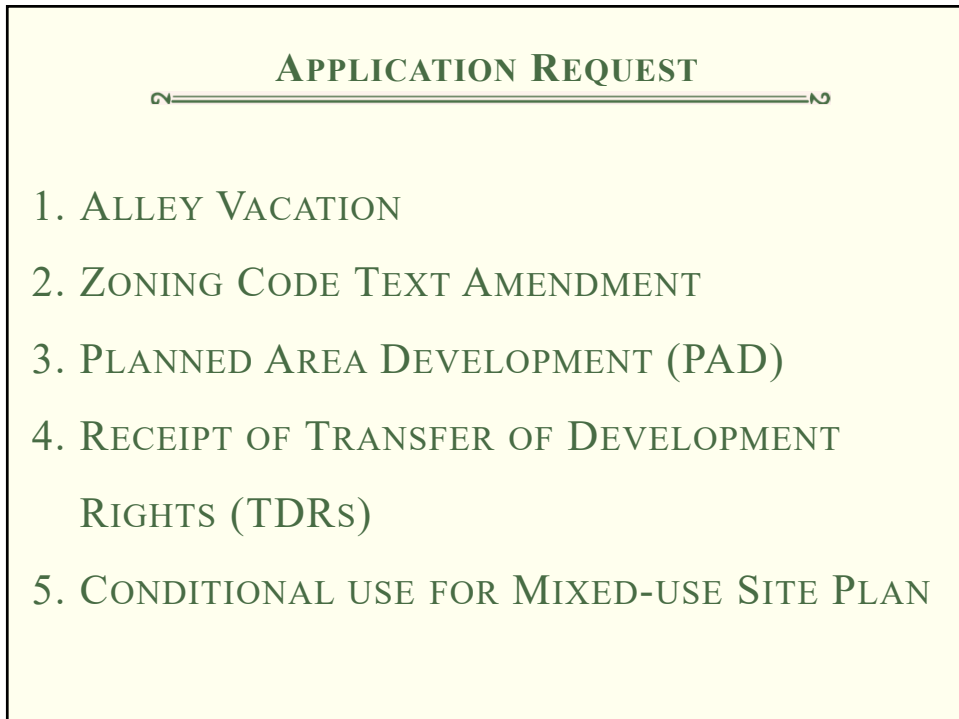 APPLICATION REQUEST
1. ALLEY VACATION
2. ZONING CODE TEXT AMENDMENT
3. PLANNED AREA DEVELOPMENT (PAD)
4. RECEIPT OF TRANSFER OF DEVELOPMENT
RIGHTS (TDRS)
5. CONDITIONAL USE FOR MIXED-USE SITE PLAN